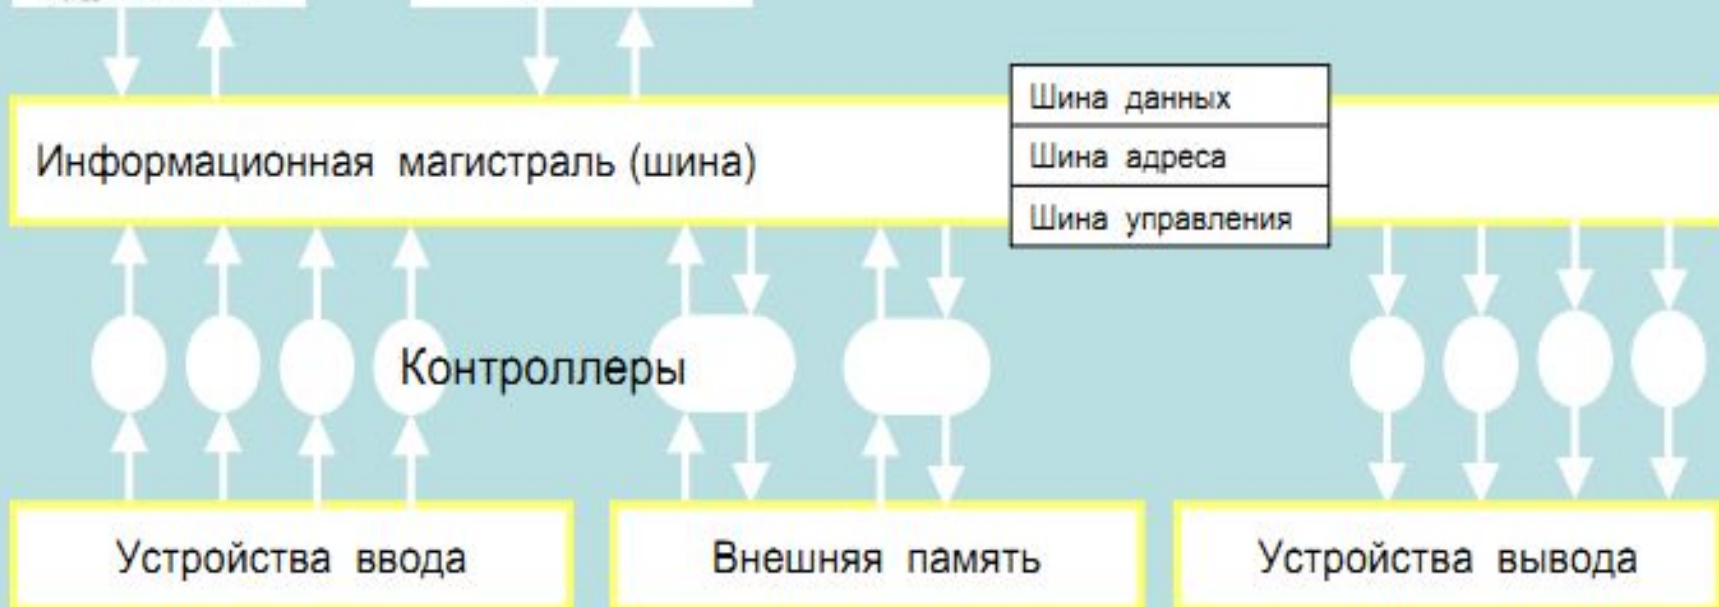 Шина данных
Информационная магистраль (шина)
Шина адреса
Шина управления
Контроллеры
Устройства ввода
Внешняя память
Устройства вывода